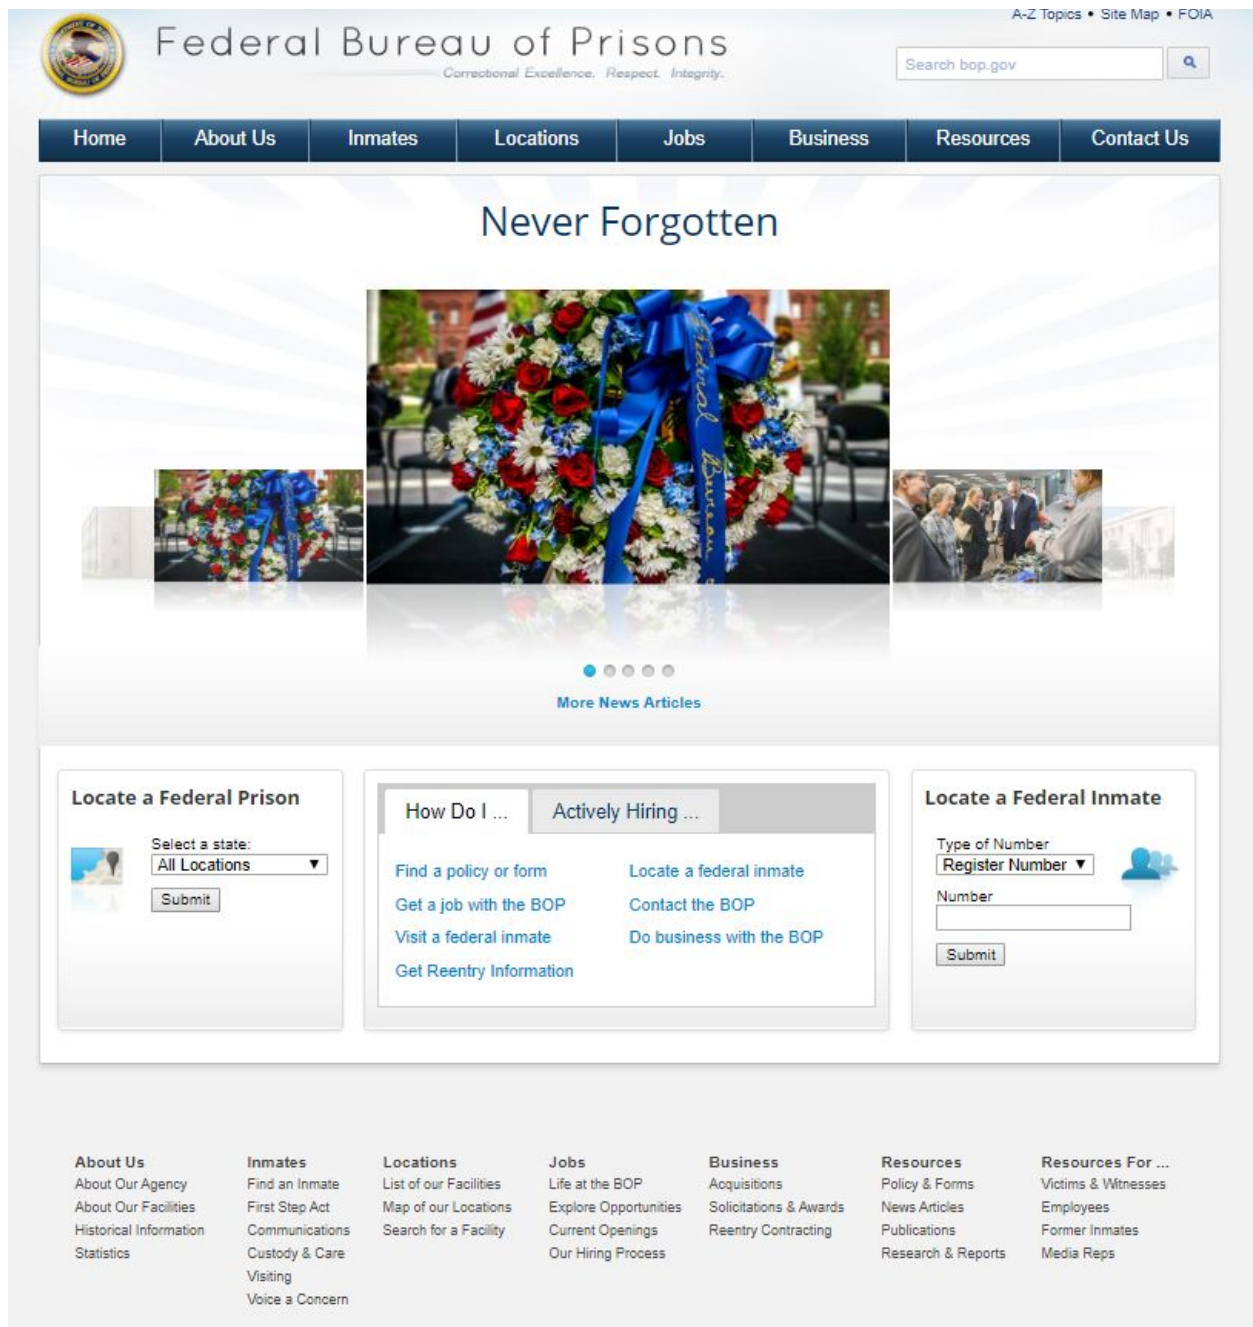 A-Z Topics • Site Map • FOIA
Federal Bureau of Prisons
Correctional Excellence. Respect. Integrity.
Search bop.gov
Home About Us Inmates Locations Jobs Business Resources Contact Us
Never Forgotten
Federal Bureau
More News Articles
Locate a Federal Prison
Select a state:
All Locations
Submit
How Do I ... Actively Hiring ...
Find a policy or form Locate a federal inmate
Get a job with the BOP Contact the BOP
Visit a federal inmate Do business with the BOP
Get Reentry Information
Locate a Federal Inmate
Type of Number
Register Number
Number
Submit
About Us
About Our Agency
About Our Facilities
Historical Information
Statistics
Inmates
Find an Inmate
First Step Act
Communications
Custody & Care
Visiting
Voice a Concern
Locations
List of our Facilities
Map of our Locations
Search for a Facility
Jobs
Life at the BOP
Explore Opportunities
Current Openings
Our Hiring Process
Business
Acquisitions
Solicitations & Awards
Reentry Contracting
Resources
Policy & Forms
News Articles
Publications
Research & Reports
Resources For ...
Victims & Witnesses
Employees
Former Inmates
Media Reps